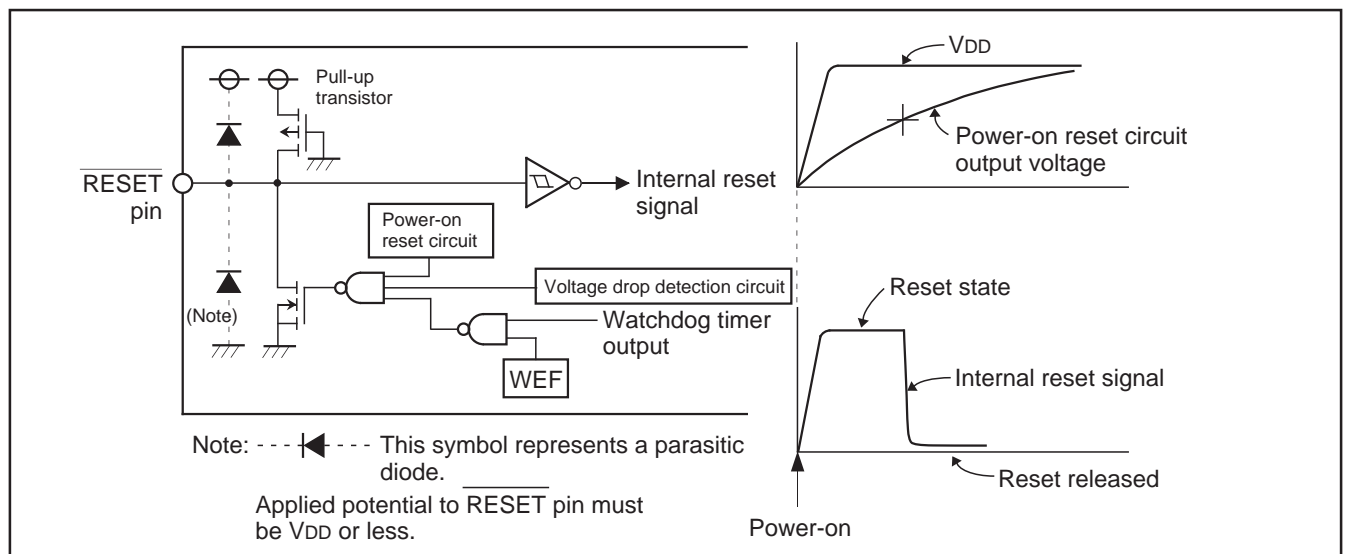 Pull-up
transistor
RESET
pin
Internal reset
signal
Power-on
reset circuit
Voltage drop detection circuit
(Note)
Watchdog timer
output
WEF
Note:
This symbol represents a parasitic
diode.
Applied potential to RESET pin must
be VDD or less.
VDD
Power-on reset circuit
output voltage
Reset state
Internal reset signal
Reset released
Power-on